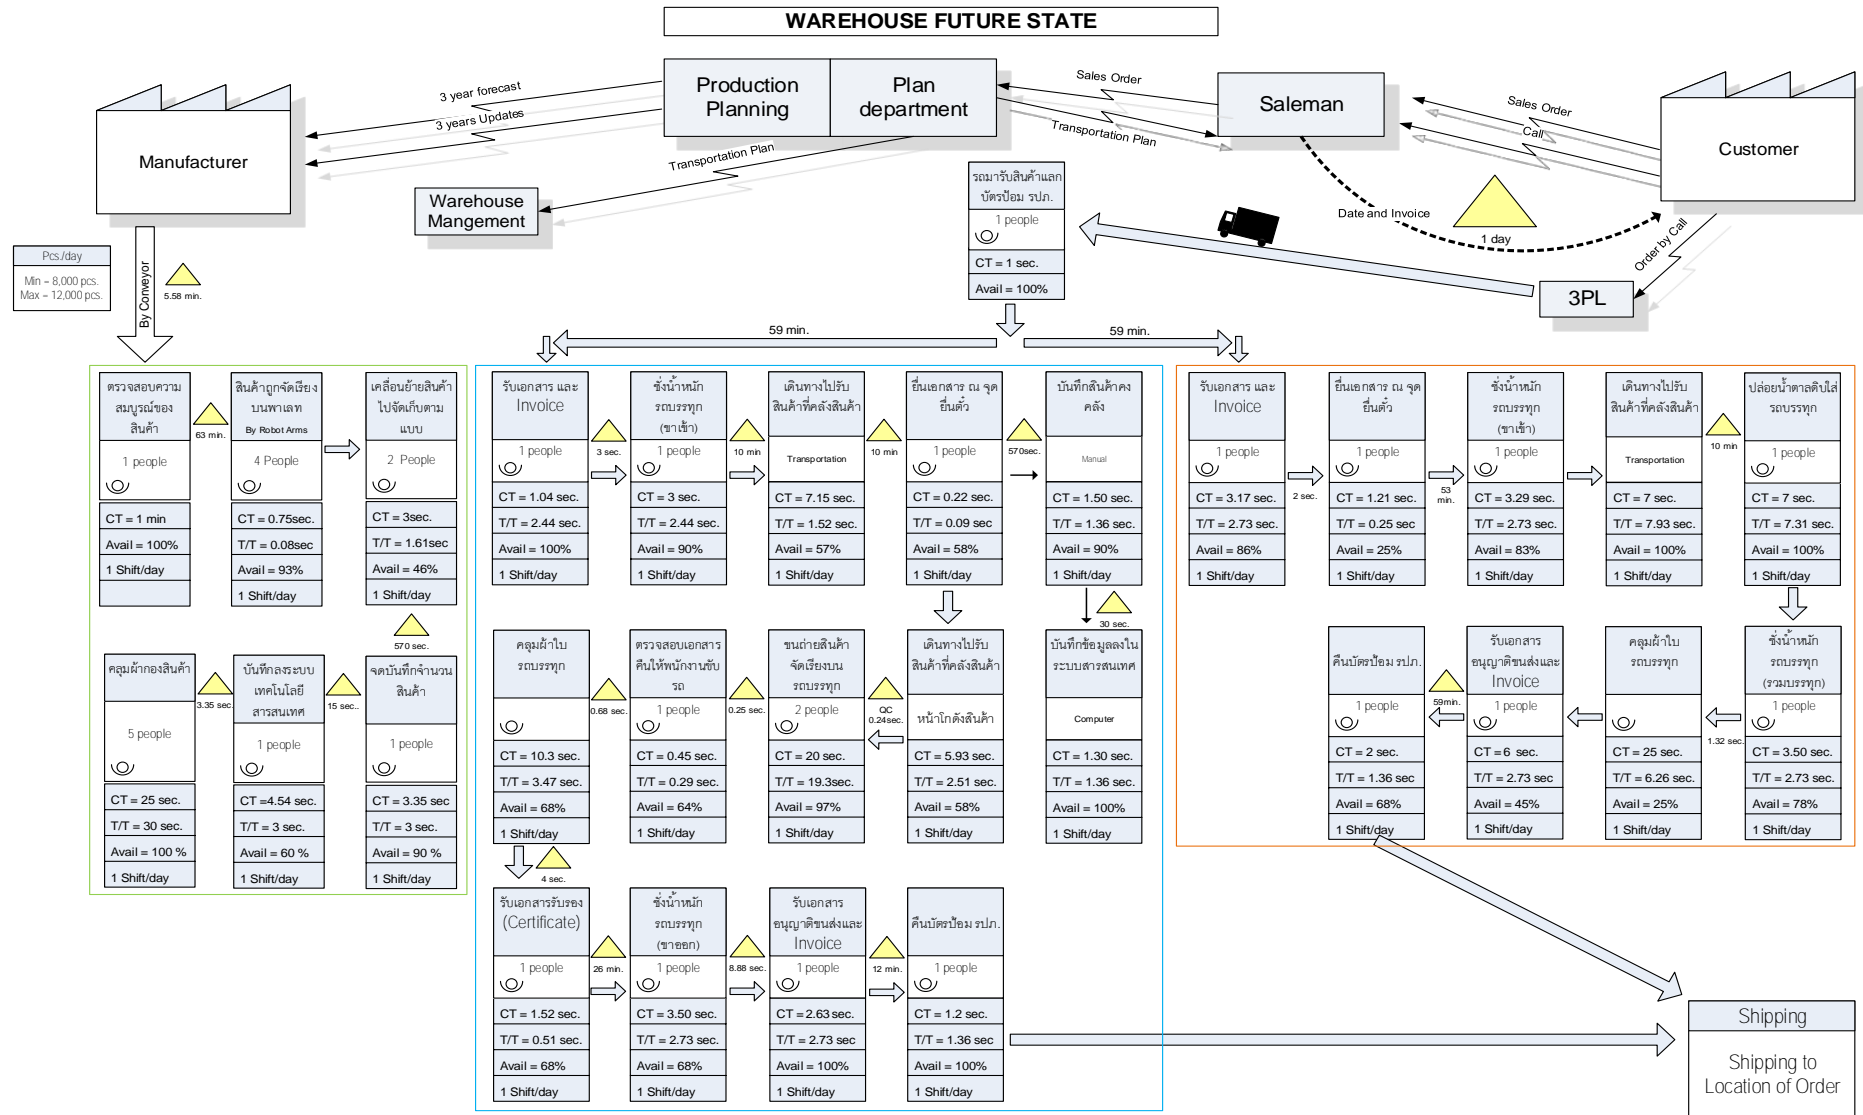 WAREHOUSE FUTURE STATE
Manufacturer
3 year forecast
3 years Updates
Production
Planning
Plan
department
Transportation Plan
Warehouse
Mangement
Sales Order
Transportation Plan
Saleman
Sales Order
Call
Customer
Date and Invoice
1 day
Order by Call
3PL
รถมารับสินค้าแลก
บัตรป้อม รปภ.
1 people
CT = 1 sec.
Avail = 100%
Pcs./day
Min – 8,000 pcs.
Max – 12,000 pcs.
By Conveyor
5.58 min.
59 min.
59 min.
ตรวจสอบความ
สมบูรณ์ของ
สินค้า
1 people
CT = 1 min
Avail = 100%
1 Shift/day
63 min.
สินค้าถูกจัดเรียง
บนพาเลท
By Robot Arms
4 People
CT = 0.75sec.
T/T = 0.08sec
Avail = 93%
1 Shift/day
เคลื่อนย้ายสินค้า
ไปจัดเก็บตาม
แบบ
2 People
CT = 3sec.
T/T = 1.61sec
Avail = 46%
1 Shift/day
570 sec.
คลุมผ้ากองสินค้า
5 people
CT = 25 sec.
T/T = 30 sec.
Avail = 100 %
1 Shift/day
3.35 sec.
บันทึกลงระบบ
เทคโนโลยี
สารสนเทศ
1 people
CT =4.54 sec.
T/T = 3 sec.
Avail = 60 %
1 Shift/day
15 sec..
จดบันทึกจำนวน
สินค้า
1 people
CT = 3.35 sec
T/T = 3 sec.
Avail = 90 %
1 Shift/day
รับเอกสาร และ
Invoice
1 people
CT = 1.04 sec.
T/T = 2.44 sec.
Avail = 100%
1 Shift/day
3 sec.
ชั่งน้ำหนัก
รถบรรทุก
(ขาเข้า)
1 people
CT = 3 sec.
T/T = 2.44 sec.
Avail = 90%
1 Shift/day
10 min
เดินทางไปรับ
สินค้าที่คลังสินค้า
Transportation
CT = 7.15 sec.
T/T = 1.52 sec.
Avail = 57%
1 Shift/day
10 min
ยื่นเอกสาร ณ จุด
ยื่นตั๋ว
1 people
CT = 0.22 sec.
T/T = 0.09 sec
Avail = 58%
1 Shift/day
570sec.
บันทึกสินค้าคง
คลัง
Manual
CT = 1.50 sec.
T/T = 1.36 sec.
Avail = 90%
1 Shift/day
30 sec.
คลุมผ้าใบ
รถบรรทุก
CT = 10.3 sec.
T/T = 3.47 sec.
Avail = 68%
1 Shift/day
0.68 sec.
ตรวจสอบเอกสาร
คืนให้พนักงานขับ
รถ
1 people
CT = 0.45 sec.
T/T = 0.29 sec.
Avail = 64%
1 Shift/day
0.25 sec.
ขนถ่ายสินค้า
จัดเรียงบน
รถบรรทุก
2 people
CT = 20 sec.
T/T = 19.3sec.
Avail = 97%
1 Shift/day
QC
0.24sec.
เดินทางไปรับ
สินค้าที่คลังสินค้า
หน้าโกดังสินค้า
CT = 5.93 sec.
T/T = 2.51 sec.
Avail = 58%
1 Shift/day
บันทึกข้อมูลลงใน
ระบบสารสนเทศ
Computer
CT = 1.30 sec.
T/T = 1.36 sec.
Avail = 100%
1 Shift/day
4 sec.
รับเอกสารรับรอง
(Certificate)
1 people
CT = 1.52 sec.
T/T = 0.51 sec.
Avail = 68%
1 Shift/day
26 min.
ชั่งน้ำหนัก
รถบรรทุก
(ขาออก)
1 people
CT = 3.50 sec.
T/T = 2.73 sec.
Avail = 68%
1 Shift/day
8.88 sec.
รับเอกสาร
อนุญาติขนส่งและ
Invoice
1 people
CT = 2.63 sec.
T/T = 2.73 sec
Avail = 100%
1 Shift/day
12 min.
คืนบัตรป้อม รปภ.
1 people
CT = 1.2 sec.
T/T = 1.36 sec
Avail = 100%
1 Shift/day
รับเอกสาร และ
Invoice
1 people
CT = 3.17 sec.
T/T = 2.73 sec.
Avail = 86%
1 Shift/day
2 sec.
ยื่นเอกสาร ณ จุด
ยื่นตั๋ว
1 people
CT = 1.21 sec.
T/T = 0.25 sec
Avail = 25%
1 Shift/day
53
min.
ชั่งน้ำหนัก
รถบรรทุก
(ขาเข้า)
1 people
CT = 3.29 sec.
T/T = 2.73 sec.
Avail = 83%
1 Shift/day
เดินทางไปรับ
สินค้าที่คลังสินค้า
Transportation
CT = 7 sec.
T/T = 7.93 sec.
Avail = 100%
1 Shift/day
10 min
ปล่อยน้ำตาลดิบใส่
รถบรรทุก
1 people
CT = 7 sec.
T/T = 7.31 sec.
Avail = 100%
1 Shift/day
คืนบัตรป้อม รปภ.
1 people
CT = 2 sec.
T/T = 1.36 sec
Avail = 68%
1 Shift/day
59min.
รับเอกสาร
อนุญาติขนส่งและ
Invoice
1 people
CT = 6 sec.
T/T = 2.73 sec
Avail = 45%
1 Shift/day
คลุมผ้าใบ
รถบรรทุก
CT = 25 sec.
T/T = 6.26 sec.
Avail = 25%
1 Shift/day
1.32 sec.
ชั่งน้ำหนัก
รถบรรทุก
(รวมบรรทุก)
1 people
CT = 3.50 sec.
T/T = 2.73 sec.
Avail = 78%
1 Shift/day
Shipping
Shipping to
Location of Order